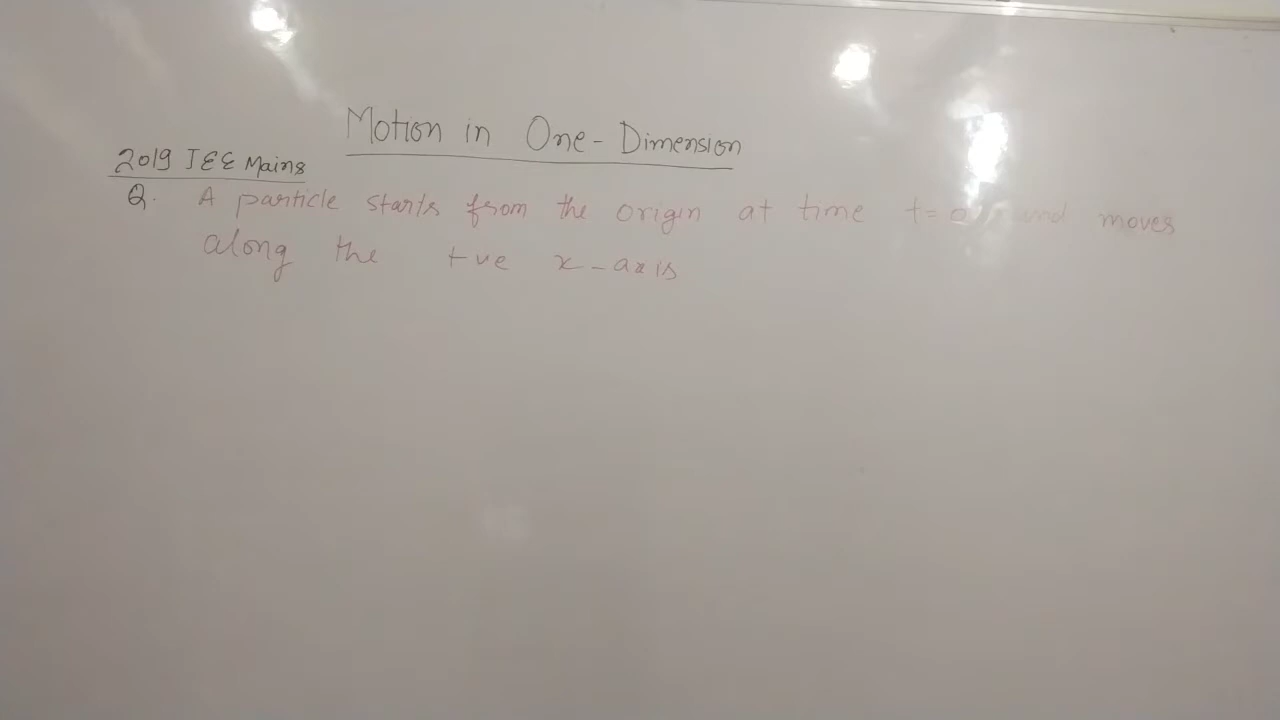 Motion in One-Dimension
2019 JEE Mains
Q. A particle starts from the origin at time t=0 and moves
along the +ve x-axis